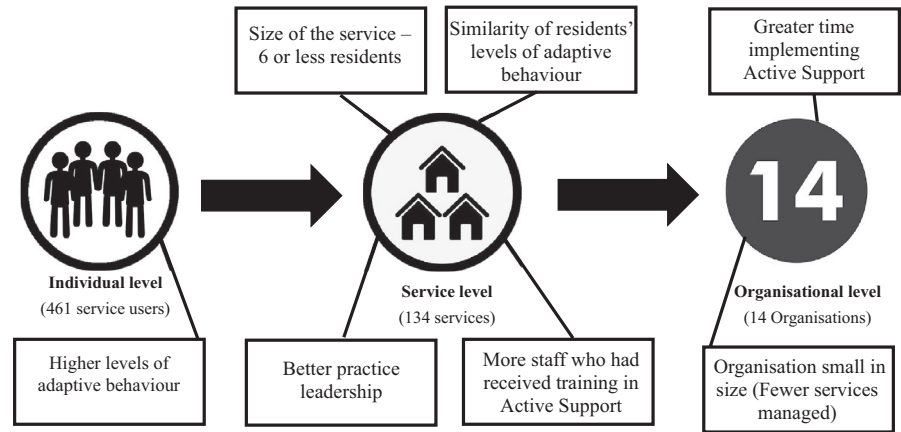 Size of the service –
6 or less residents
Similarity of residents'
levels of adaptive
behaviour
Greater time
implementing
Active Support
14
Individual level
(461 service users)
Service level
(134 services)
Organisational level
(14 Organisations)
Higher levels of
adaptive behaviour
Better practice
leadership
More staff who had
received training in
Active Support
Organisation small in
size (Fewer services
managed)